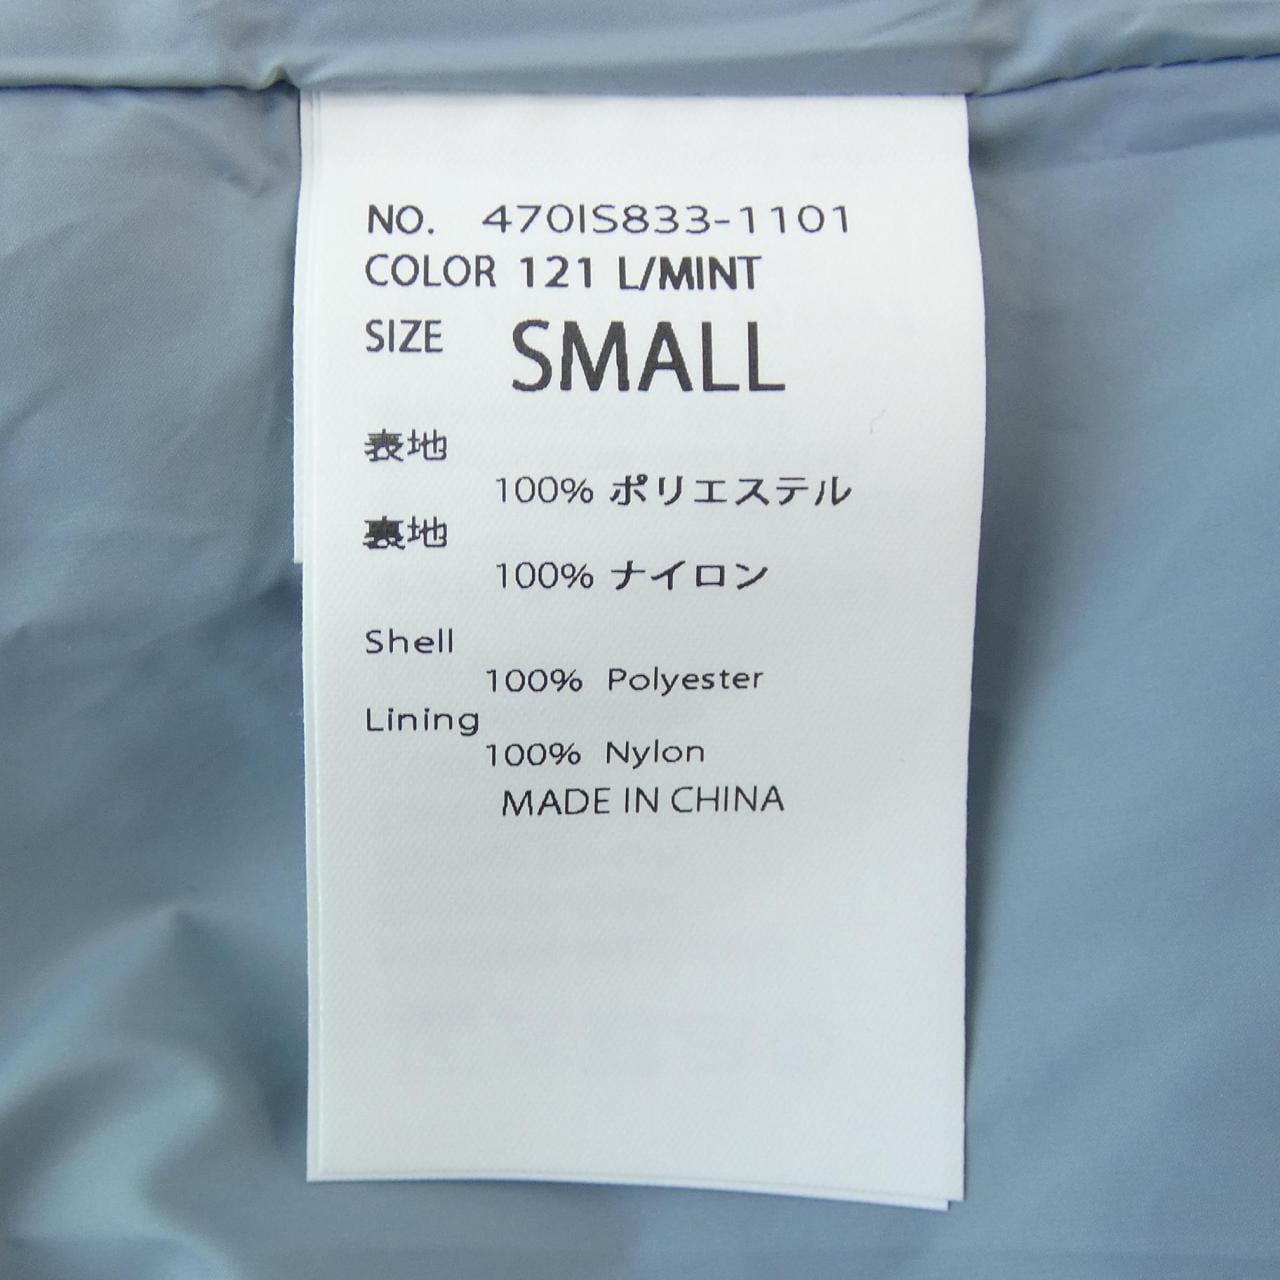 NO. 470IS833-1101
COLOR 121 L/MINT
SIZE SMALL
表地
100% ポリエステル
裏地
100% ナイロン
Shell
100% Polyester
Lining
100% Nylon
MADE IN CHINA